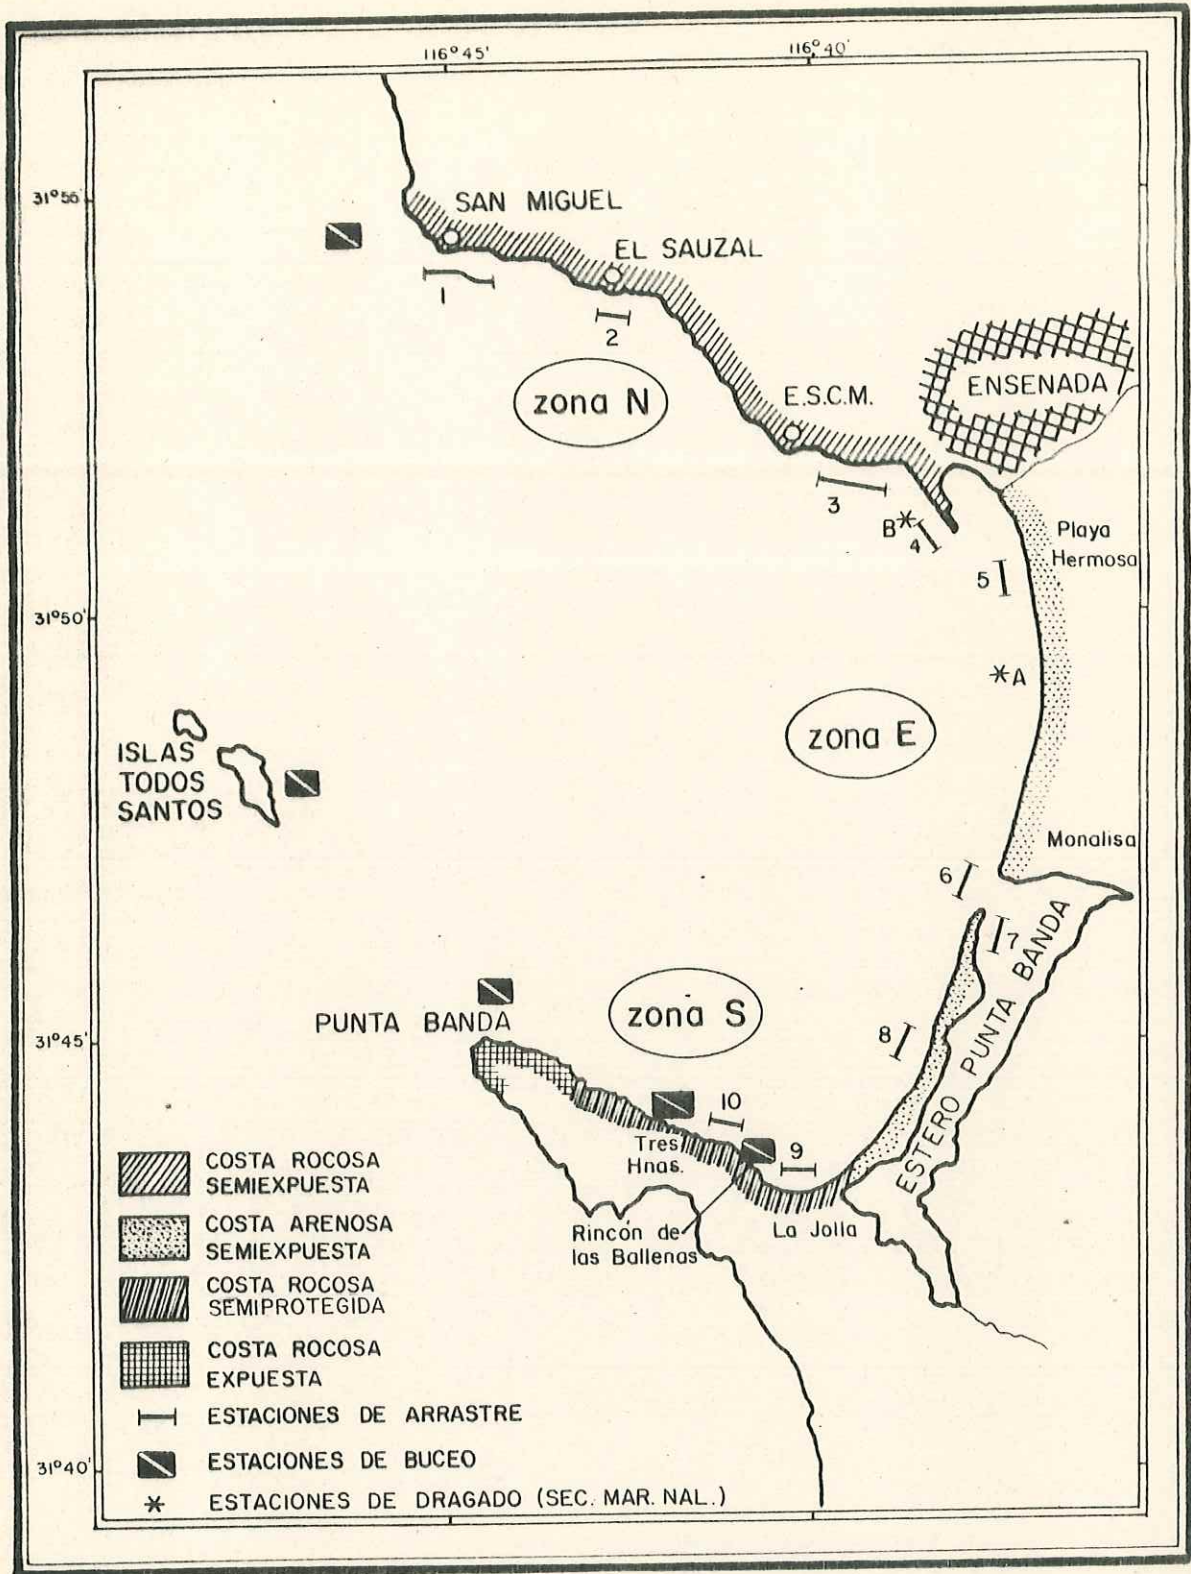 116°45'
116°40'
31°55'
SAN MIGUEL
EL SAUZAL
1
2
ENSENADA
zona N
E.S.C.M.
3
B
4
Playa
Hermosa
5
31°50'
A
zona E
ISLAS
TODOS
SANTOS
Monalisa
6
7
ESTERO PUNTA BANDA
zona S
PUNTA BANDA
8
31°45'
10
9
Tres
Hnas.
Rincón de
las Ballenas
La Jolla
COSTA ROCOSA
SEMIEXPUESTA
COSTA ARENOSA
SEMIEXPUESTA
COSTA ROCOSA
SEMIPROTEGIDA
COSTA ROCOSA
EXPUESTA
ESTACIONES DE ARRASTRE
ESTACIONES DE BUCEO
31°40'
ESTACIONES DE DRAGADO (SEC. MAR. NAL.)